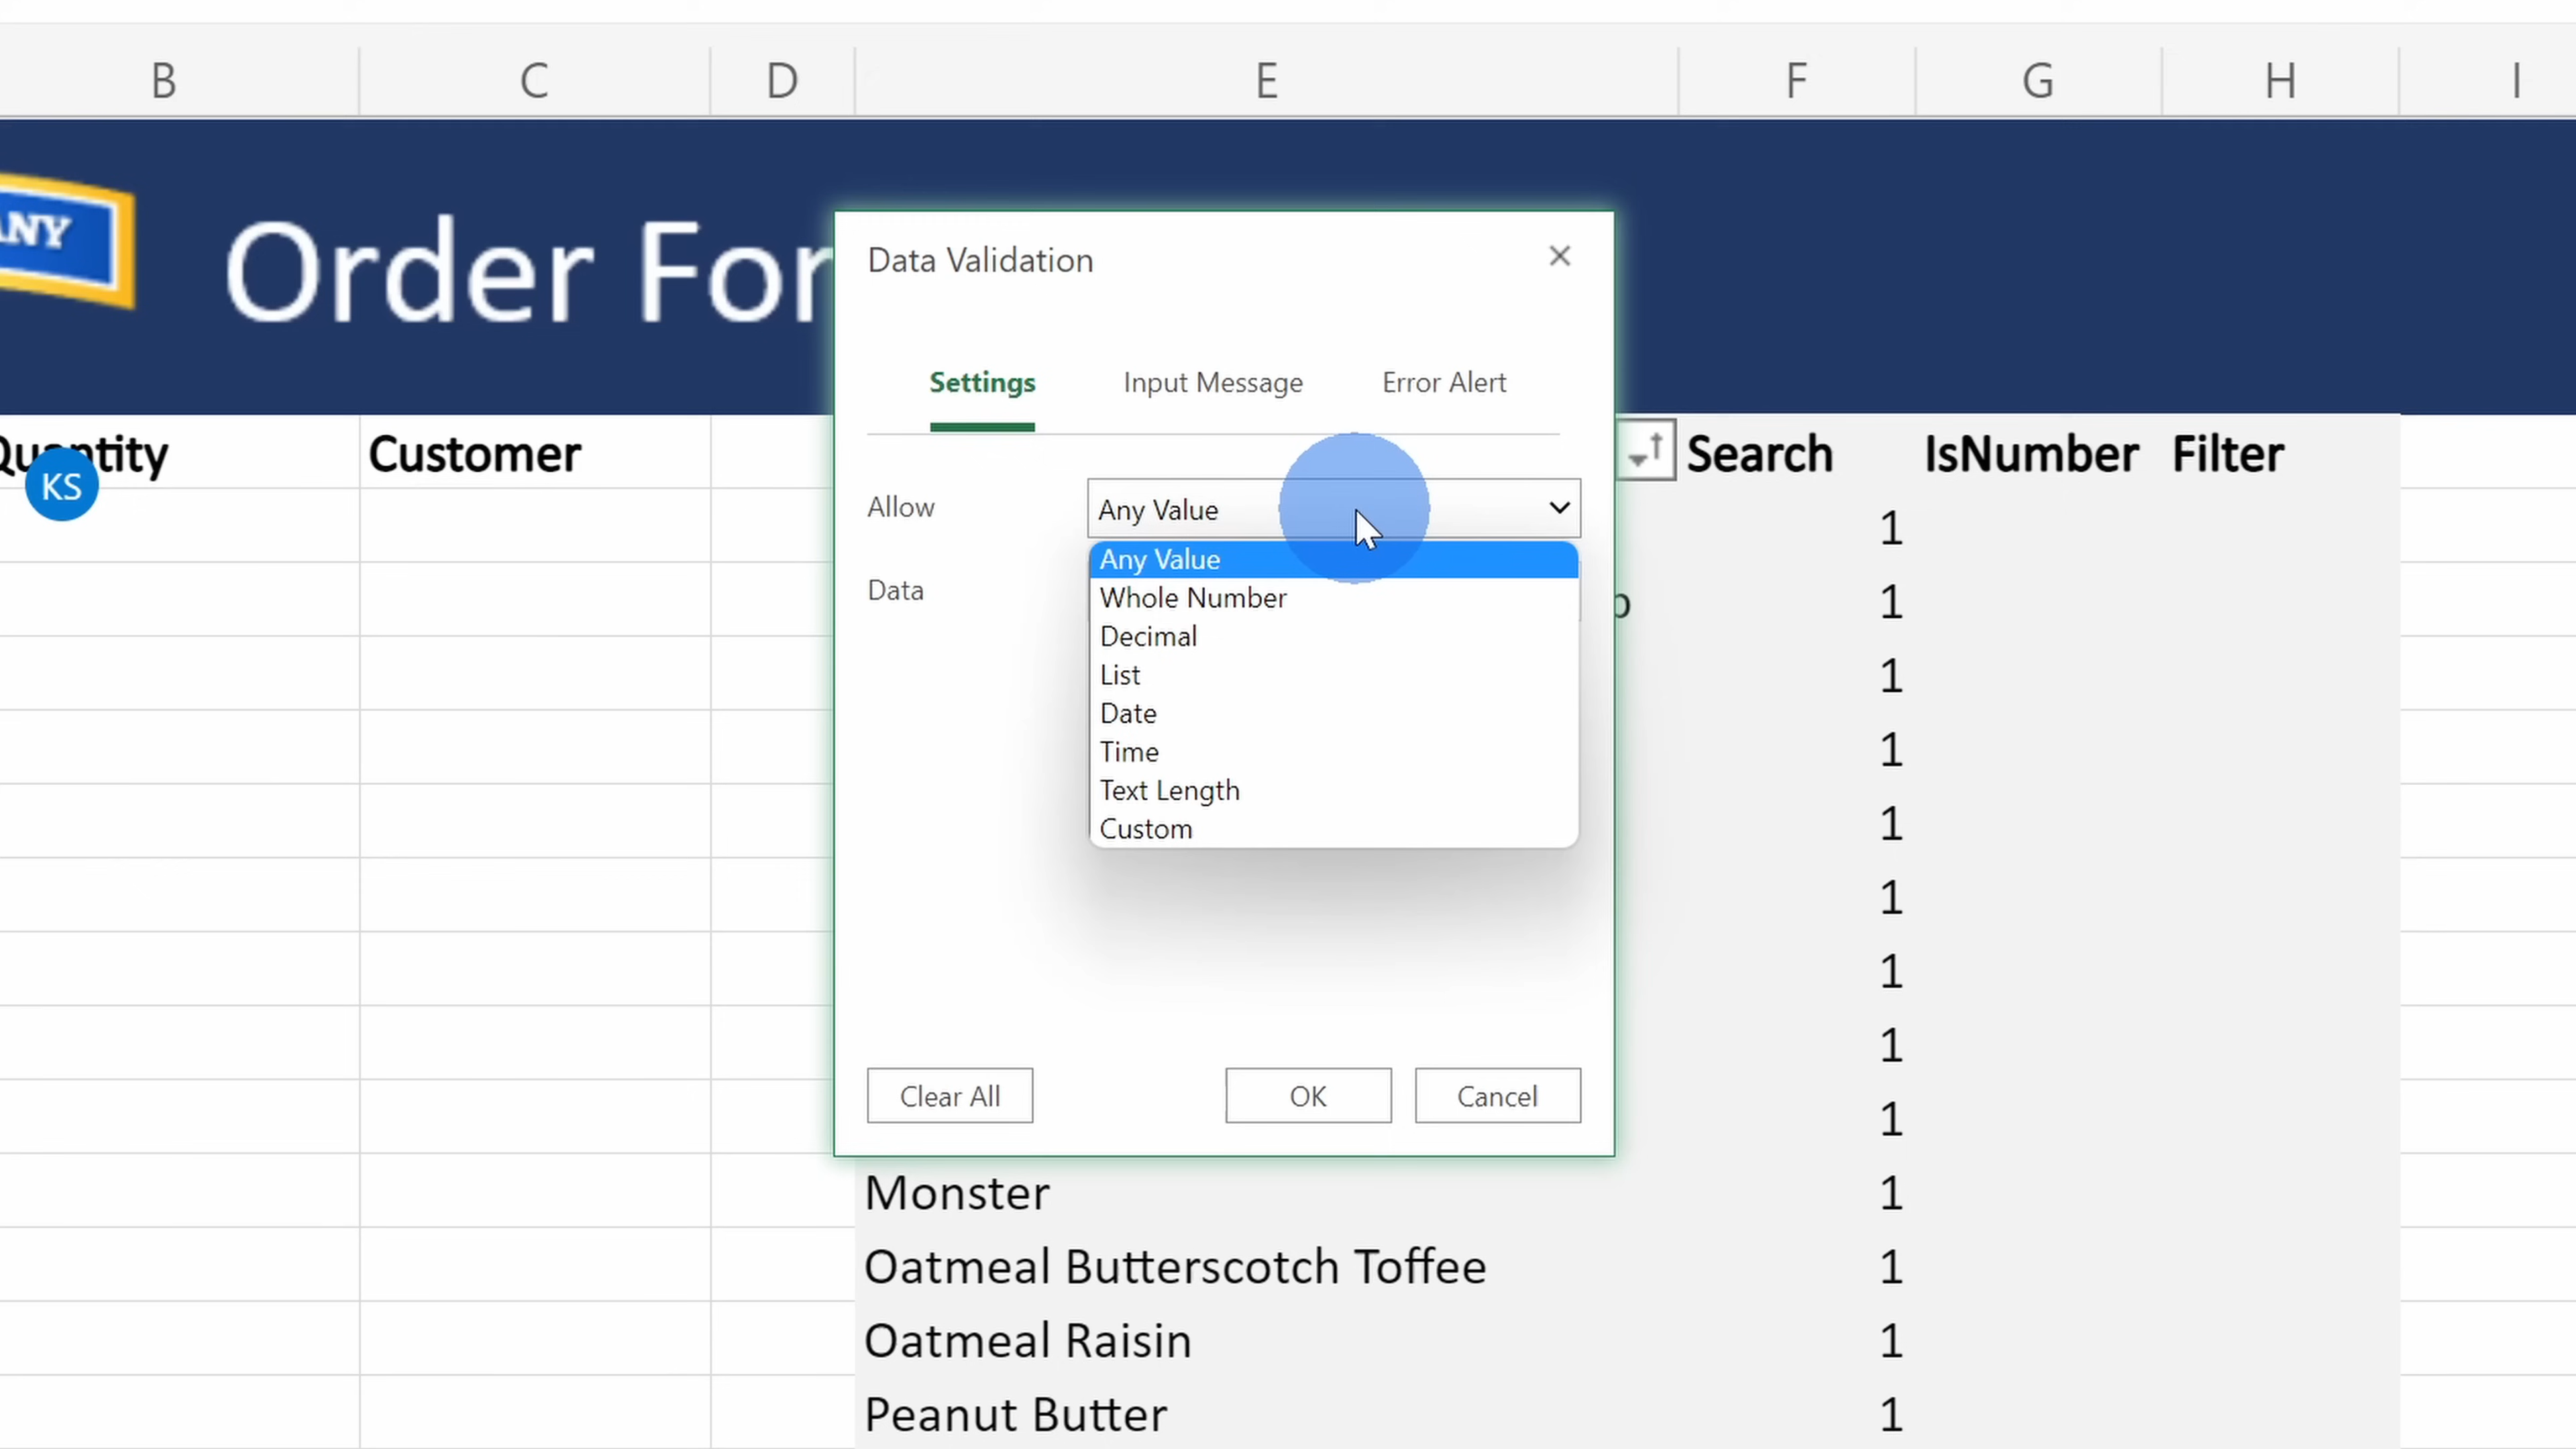 B C D E F G H I
ANY
Order For
Data Validation
Settings Input Message Error Alert
Quantity Customer Search IsNumber Filter
KS
Allow Any Value
1
Any Value
Data
Whole Number
1
Decimal
List
1
Date
Time
1
Text Length
Custom
1
1
1
1
Clear All OK Cancel
1
Monster 1
Oatmeal Butterscotch Toffee 1
Oatmeal Raisin 1
Peanut Butter 1